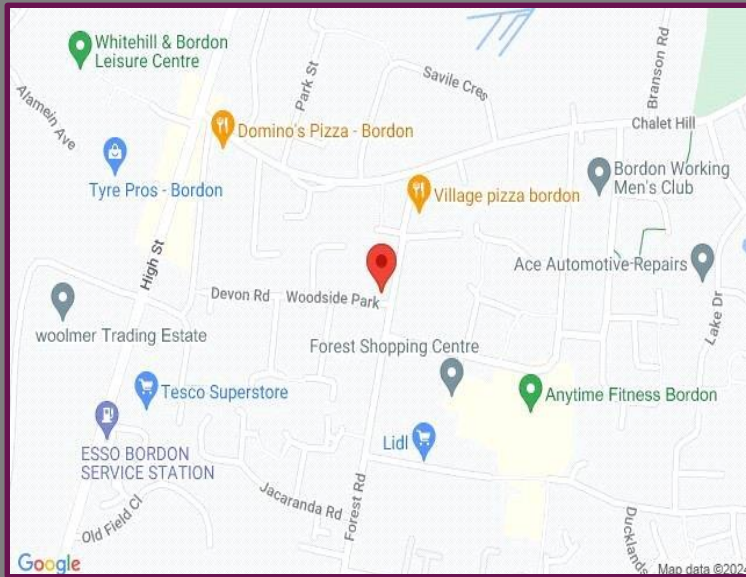 Whitehill & Bordon
Leisure Centre
Alamein Ave
Park St
Savile Cres
Branson Rd
Chalet Hill
Domino's Pizza - Bordon
Tyre Pros - Bordon
Village pizza bordon
Bordon Working
Men's Club
High St
Devon Rd
Woodside Park
Ace Automotive Repairs
Lake Dr
woolmer Trading Estate
Forest Shopping Centre
Tesco Superstore
Anytime Fitness Bordon
ESSO BORDON
SERVICE STATION
Lidl
Jacaranda Rd
Forest Rd
Old Field Cl
Ducklands
Google
Map data ©2024